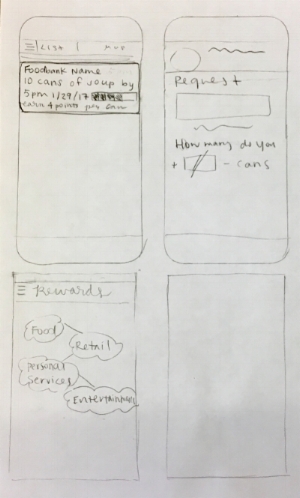 LIST | MAP
Foodbank Name
10 cans of soup by
5pm 1/27/17
earn 4 points per can
Request
How many do you
+ - cans
Rewards
Food
Retail
Personal
Services
Entertainment